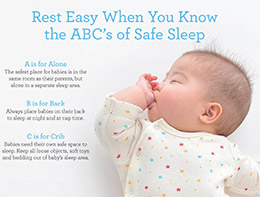 Rest Easy When You Know
the ABC's of Safe Sleep
A is for Alone
The safest place for babies is in the
same room as their parents, but
alone in a separate sleep area.
B is for Back
Always place babies on their back
to sleep at night and at nap time.
C is for Crib
Babies need their own safe space to
sleep. Keep all loose objects, soft toys
and bedding out of baby's sleep area.